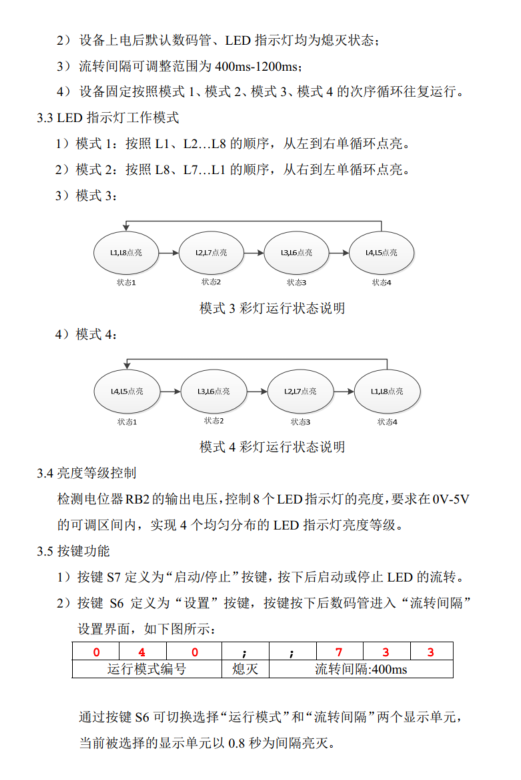 2） 设备上电后默认数码管、LED 指示灯均为熄灭状态；
3） 流转间隔可调整范围为 400ms-1200ms；
4） 设备固定按照模式 1、模式 2、模式 3、模式 4 的次序循环往复运行。
3.3 LED 指示灯工作模式
1）模式 1：按照 L1、L2…L8 的顺序，从左到右单循环点亮。
2）模式 2：按照 L8、L7…L1 的顺序，从右到左单循环点亮。
3）模式 3：
L1,L8点亮 L2,L7点亮 L3,L6点亮 L4,L5点亮
状态1 状态2 状态3 状态4
模式 3 彩灯运行状态说明
4）模式 4：
L4,L5点亮 L3,L6点亮 L2,L7点亮 L1,L8点亮
状态1 状态2 状态3 状态4
模式 4 彩灯运行状态说明
3.4 亮度等级控制
检测电位器 RB2 的输出电压，控制 8 个 LED 指示灯的亮度，要求在 0V-5V
的可调区间内，实现 4 个均匀分布的 LED 指示灯亮度等级。
3.5 按键功能
1）按键 S7 定义为“启动/停止”按键，按下后启动或停止 LED 的流转。
2）按键 S6 定义为“设置”按键，按键按下后数码管进入“流转间隔”
设置界面，如下图所示：
0 4 0 ; ; 7 3 3
运行模式编号 熄灭 流转间隔:400ms
通过按键 S6 可切换选择“运行模式”和“流转间隔”两个显示单元，
当前被选择的显示单元以 0.8 秒为间隔亮灭。